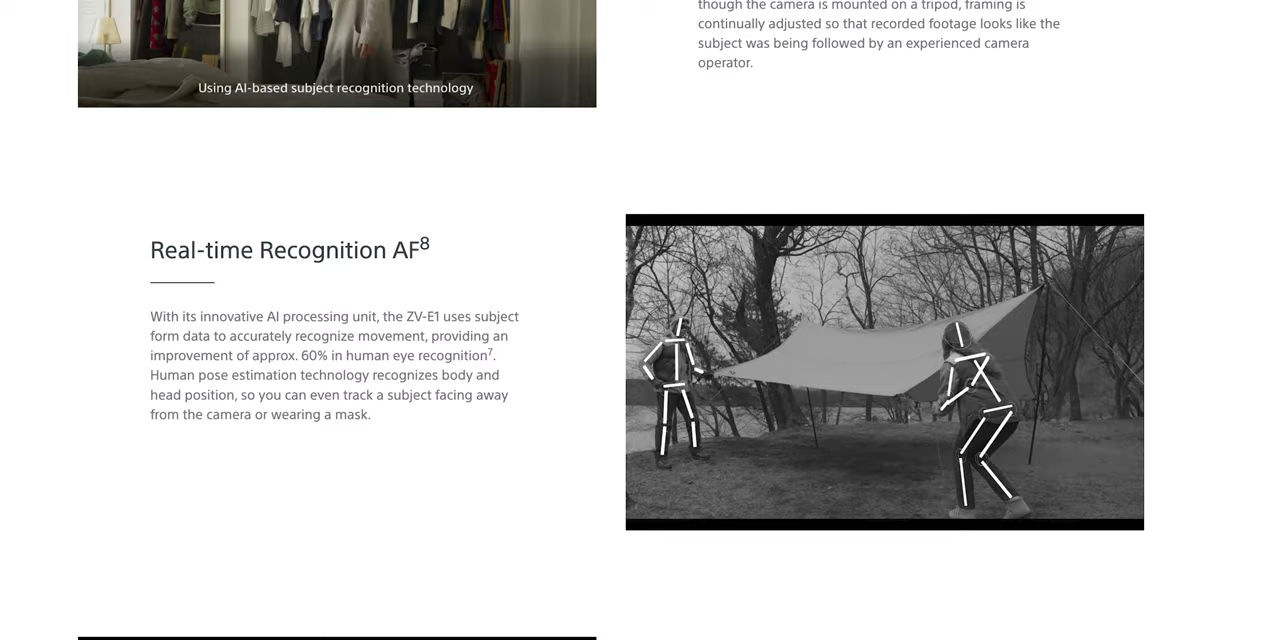 though the camera is mounted on a tripod, framing is
continually adjusted so that recorded footage looks like the
subject was being followed by an experienced camera
operator.
Using AI-based subject recognition technology
Real-time Recognition AF8
With its innovative AI processing unit, the ZV-E1 uses subject
form data to accurately recognize movement, providing an
improvement of approx. 60% in human eye recognition7.
Human pose estimation technology recognizes body and
head position, so you can even track a subject facing away
from the camera or wearing a mask.